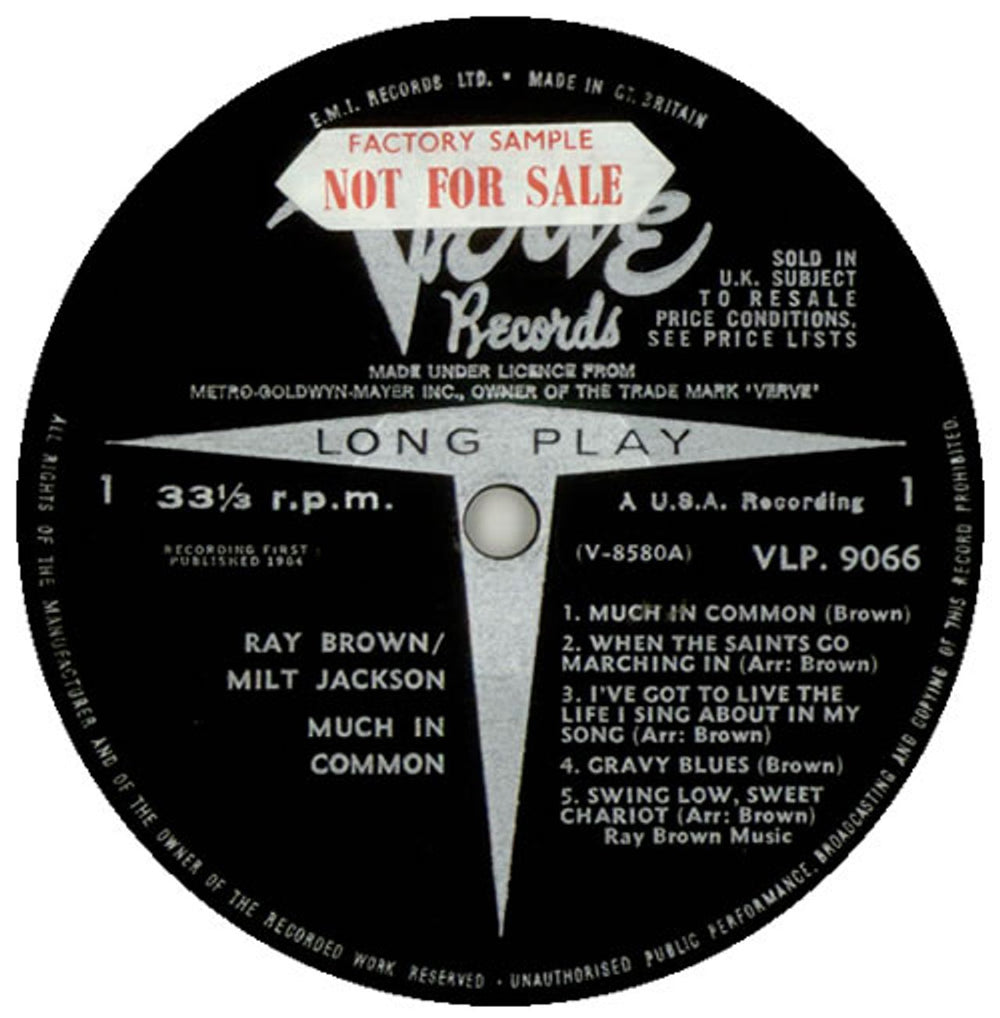 E.M.I. RECORDS LTD. • MADE IN GT. BRITAIN
FACTORY SAMPLE
NOT FOR SALE
Verve
Records
SOLD IN
U.K. SUBJECT
TO RESALE
PRICE CONDITIONS,
SEE PRICE LISTS
MADE UNDER LICENCE FROM
METRO-GOLDWYN-MAYER INC., OWNER OF THE TRADE MARK 'VERVE'
LONG PLAY
1
33⅓ r.p.m.
RECORDING FIRST
PUBLISHED 1964
A U.S.A. Recording
1
(V-8580A)
VLP. 9066
RAY BROWN/
MILT JACKSON
MUCH IN
COMMON
1. MUCH IN COMMON (Brown)
2. WHEN THE SAINTS GO
MARCHING IN (Arr: Brown)
3. I'VE GOT TO LIVE THE
LIFE I SING ABOUT IN MY
SONG (Arr: Brown)
4. GRAVY BLUES (Brown)
5. SWING LOW, SWEET
CHARIOT (Arr: Brown)
Ray Brown Music
ALL RIGHTS OF THE MANUFACTURER AND OF THE OWNER OF THE RECORDED WORK RESERVED • UNAUTHORISED PUBLIC PERFORMANCE, BROADCASTING AND COPYING OF THIS RECORD PROHIBITED.